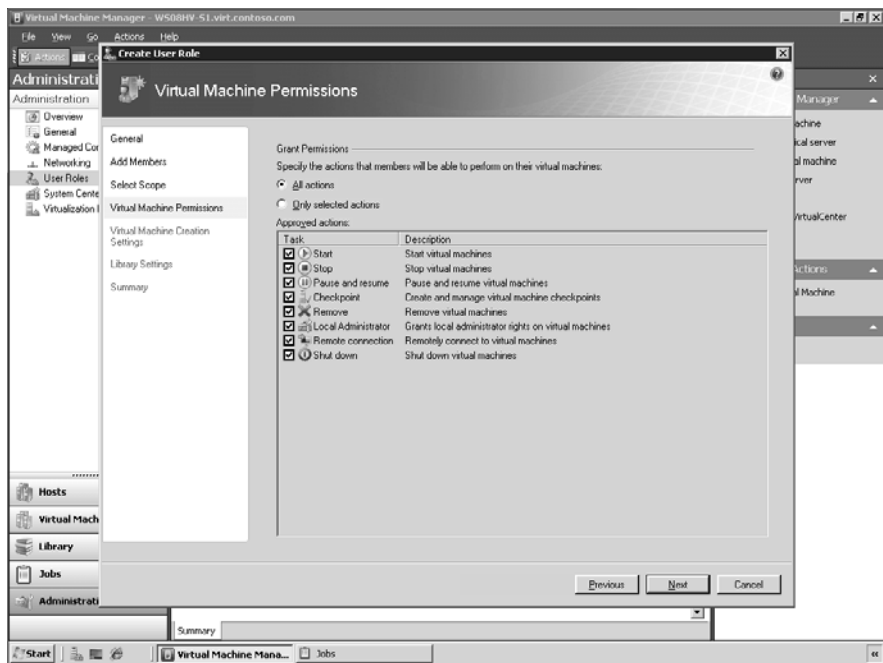 Virtual Machine Manager - WS08HV-S1.virt.contoso.com
File View Go Actions Help
Actions Co
Create User Role
Administrati
Virtual Machine Permissions
Administration
Overview
General
Managed Com
Networking
User Roles
System Cente
Virtualization
General
Add Members
Select Scope
Virtual Machine Permissions
Virtual Machine Creation
Settings
Library Settings
Summary
Grant Permissions
Specify the actions that members will be able to perform on their virtual machines:
All actions
Only selected actions
Approved actions:
Task Description
Start Start virtual machines
Stop Stop virtual machines
Pause and resume Pause and resume virtual machines
Checkpoint Create and manage virtual machine checkpoints
Remove Remove virtual machines
Local Administrator Grants local administrator rights on virtual machines
Remote connection Remotely connect to virtual machines
Shut down Shut down virtual machines
Manager
achine
ical server
al machine
rver
VirtualCenter
Actions
al Machine
Hosts
Virtual Mach
Library
Jobs
Administrati
Previous Next Cancel
Summary
Start Virtual Machine Mana... Jobs